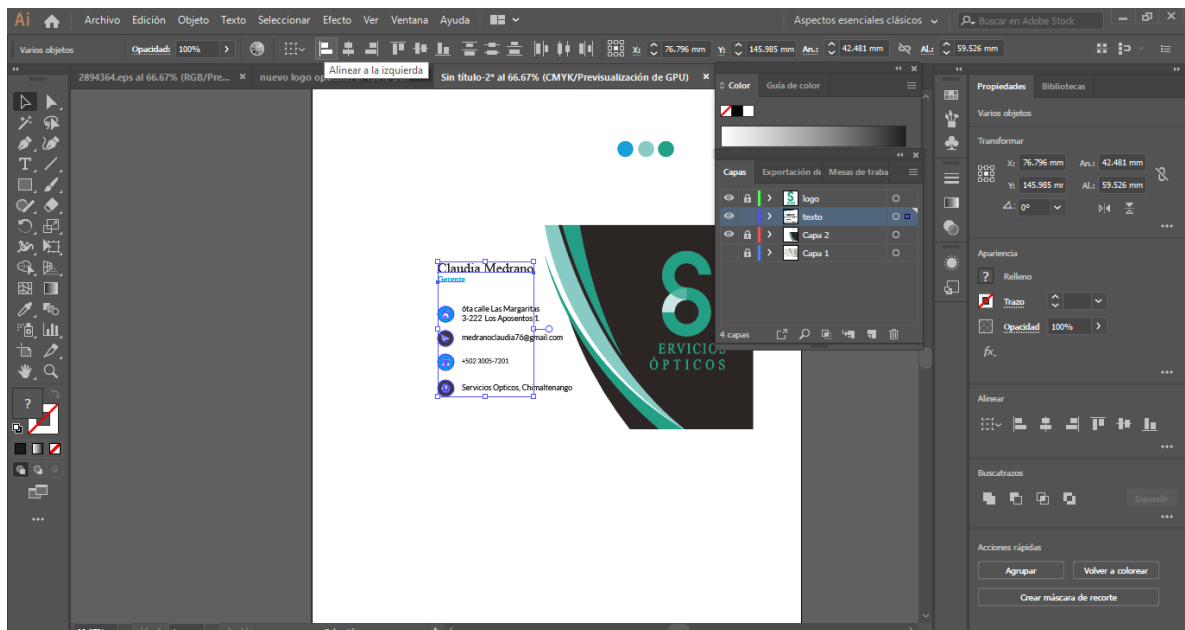 Ai Archivo Edición Objeto Texto Seleccionar Efecto Ver Ventana Ayuda Aspectos esenciales clásicos Buscar en Adobe Stock
Varios objetos Opacidad: 100% X: 76.796 mm Y: 145.985 mm An.: 42.481 mm Al.: 59.526 mm
Alinear a la izquierda
2894364.eps al 66.67% (RGB/Pre... × nuevo logo Sin título-2* al 66.67% (CMYK/Previsualización de GPU) ×
Color Guía de color
Capas Exportación de Mesas de traba
logo
texto
Capa 2
Capa 1
4 capas
Claudia Medrano
Gerente
6ta calle Las Margaritas
3-222 Los Aposentos 1.
medranoclaudia76@gmail.com
+502 3005-7201
Servicios Opticos, Chimaltenango
ERVICIOS
ÓPTICOS
Propiedades Bibliotecas
Varios objetos
Transformar
X: 76.796 mm An.: 42.481 mm
Y: 145.985 mr Al.: 59.526 mm
0°
Apariencia
? Relleno
Trazo
Opacidad 100%
fx.
Alinear
Buscatrazos
Expandir
Acciones rápidas
Agrupar Volver a colorear
Crear máscara de recorte